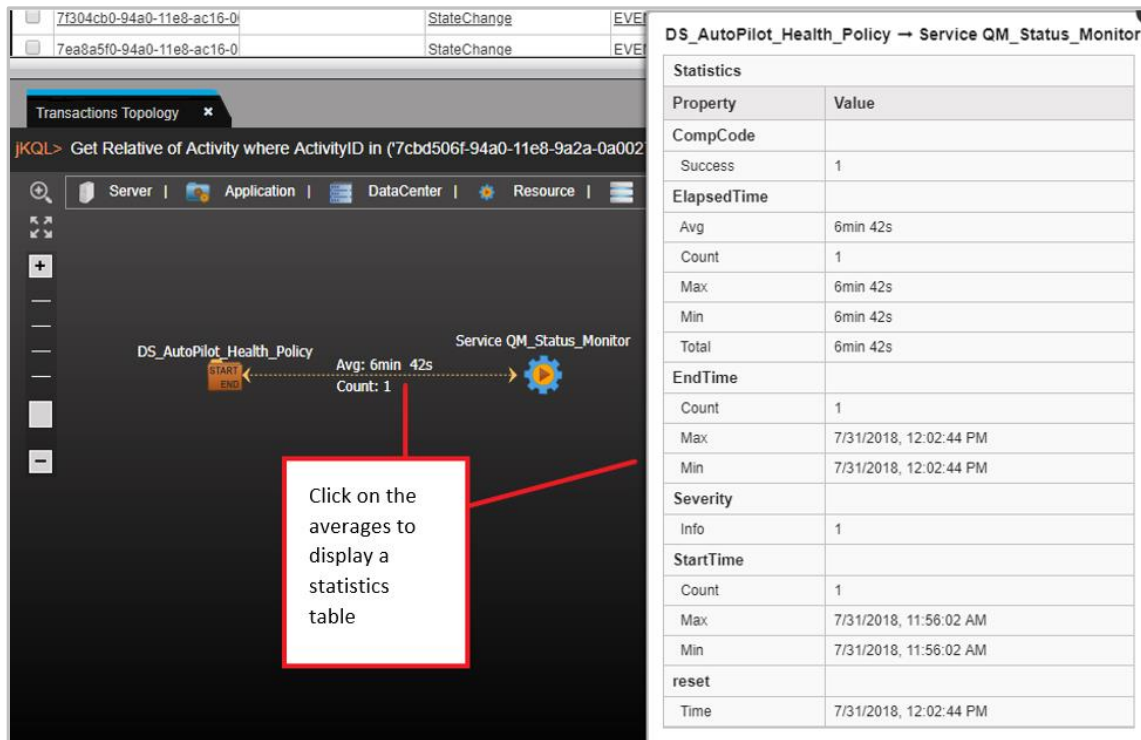 7f304cb0-94a0-11e8-ac16-0 StateChange
7ea8a5f0-94a0-11e8-ac16-0 StateChange
Transactions Topology ×
jKQL> Get Relative of Activity where ActivityID in ('7cbd506f-94a0-11e8-9a2a-0a002
Server | Application | DataCenter | Resource |
DS_AutoPilot_Health_Policy
START
END
Avg: 6min 42s
Count: 1
Service QM_Status_Monitor
Click on the
averages to
display a
statistics
table
DS_AutoPilot_Health_Policy → Service QM_Status_Monitor
Statistics
Property Value
CompCode
Success 1
ElapsedTime
Avg 6min 42s
Count 1
Max 6min 42s
Min 6min 42s
Total 6min 42s
EndTime
Count 1
Max 7/31/2018, 12:02:44 PM
Min 7/31/2018, 12:02:44 PM
Severity
Info 1
StartTime
Count 1
Max 7/31/2018, 11:56:02 AM
Min 7/31/2018, 11:56:02 AM
reset
Time 7/31/2018, 12:02:44 PM